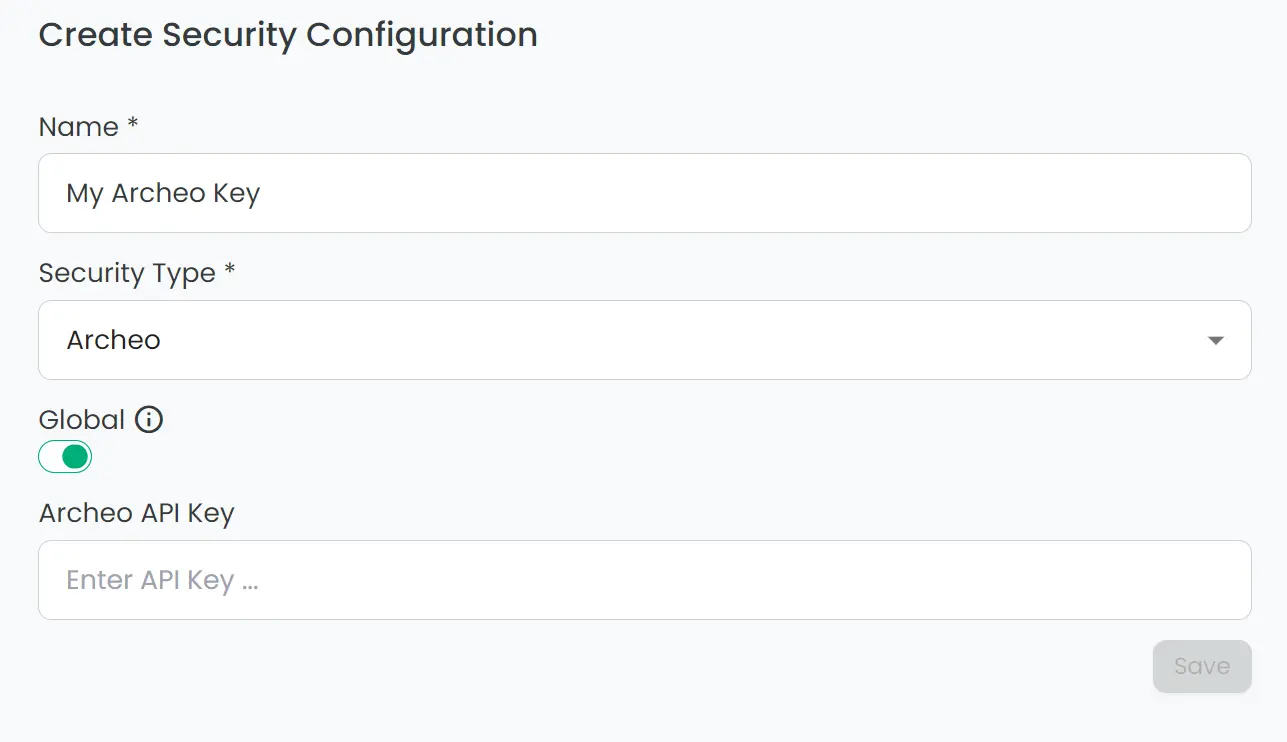 Create Security Configuration
Name *
My Archeo Key
Security Type *
Archeo
Global
Archeo API Key
Enter API Key ...
Save